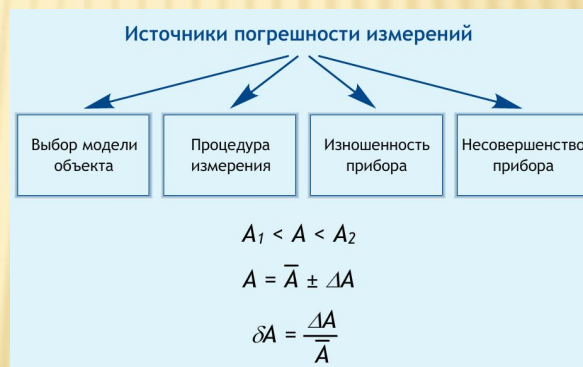 Источники погрешности измерений
Выбор модели
объекта
Процедура
измерения
Изношенность
прибора
Несовершенство
прибора
A₁ < A < A₂
A = A̅ ± ΔA
δA = ΔA / A̅